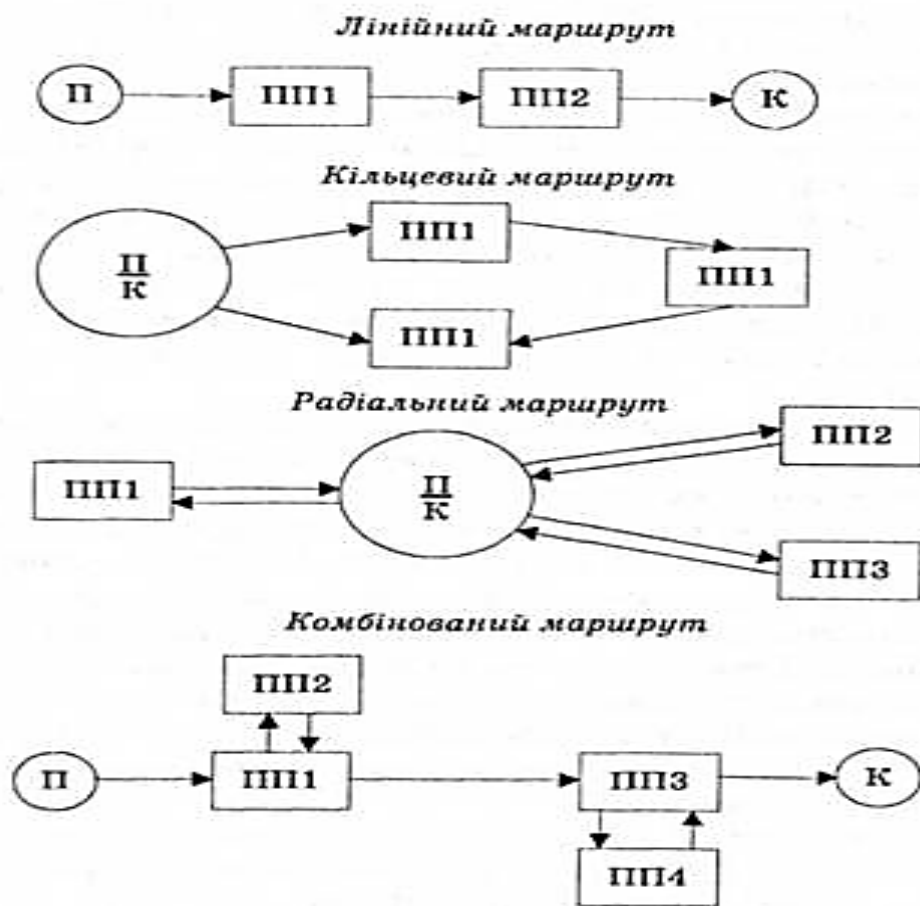 Лінійний маршрут
П ПП1 ПП2 К
Кільцевий маршрут
ПП1
П
К
ПП1
ПП1
Радіальний маршрут
ПП2
ПП1
П
К
ПП3
Комбінований маршрут
ПП2
П ПП1 ПП3 К
ПП4